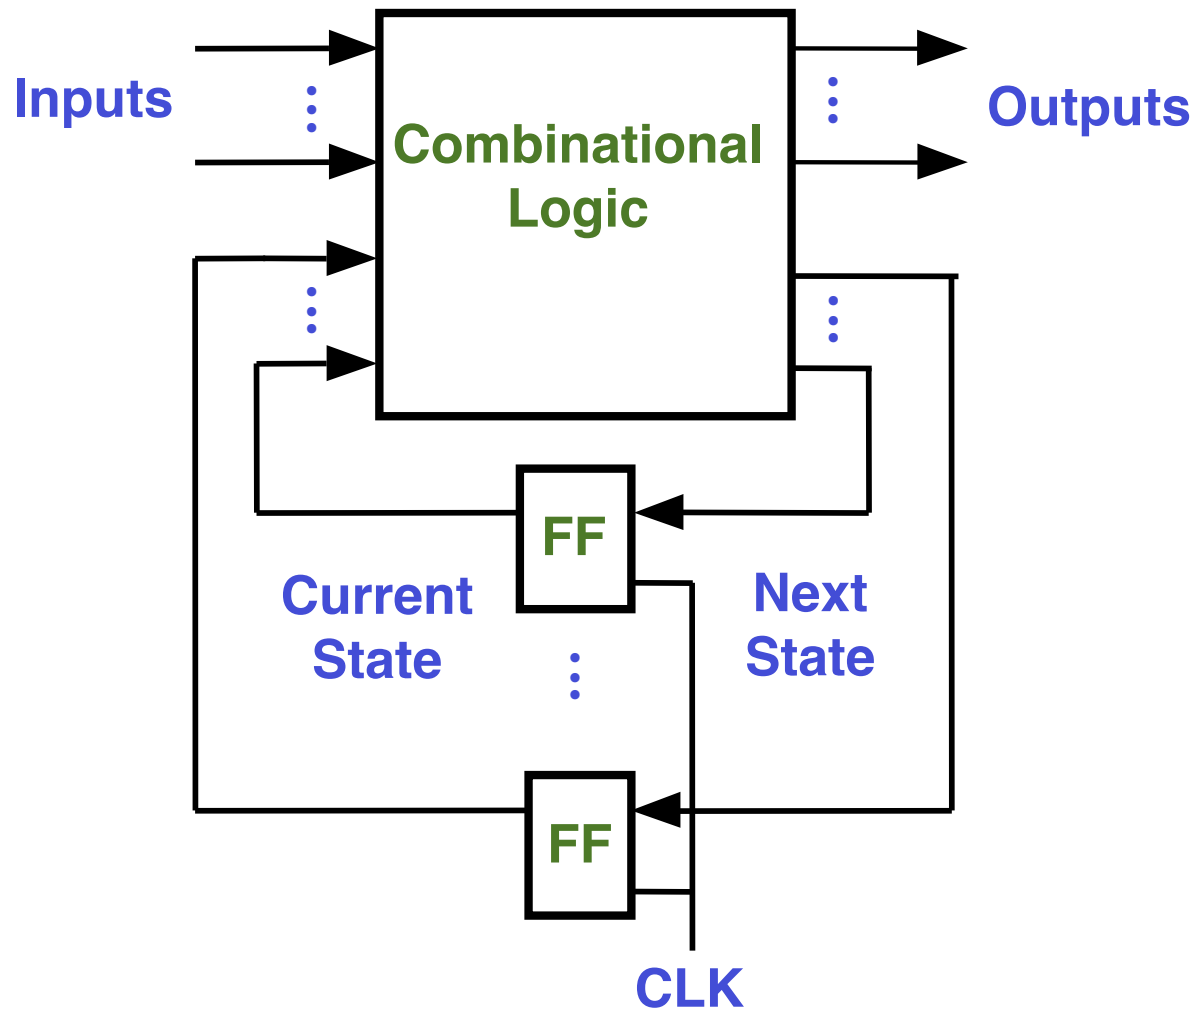 Inputs
Outputs
Combinational
Logic
FF
Current
State
Next
State
FF
CLK